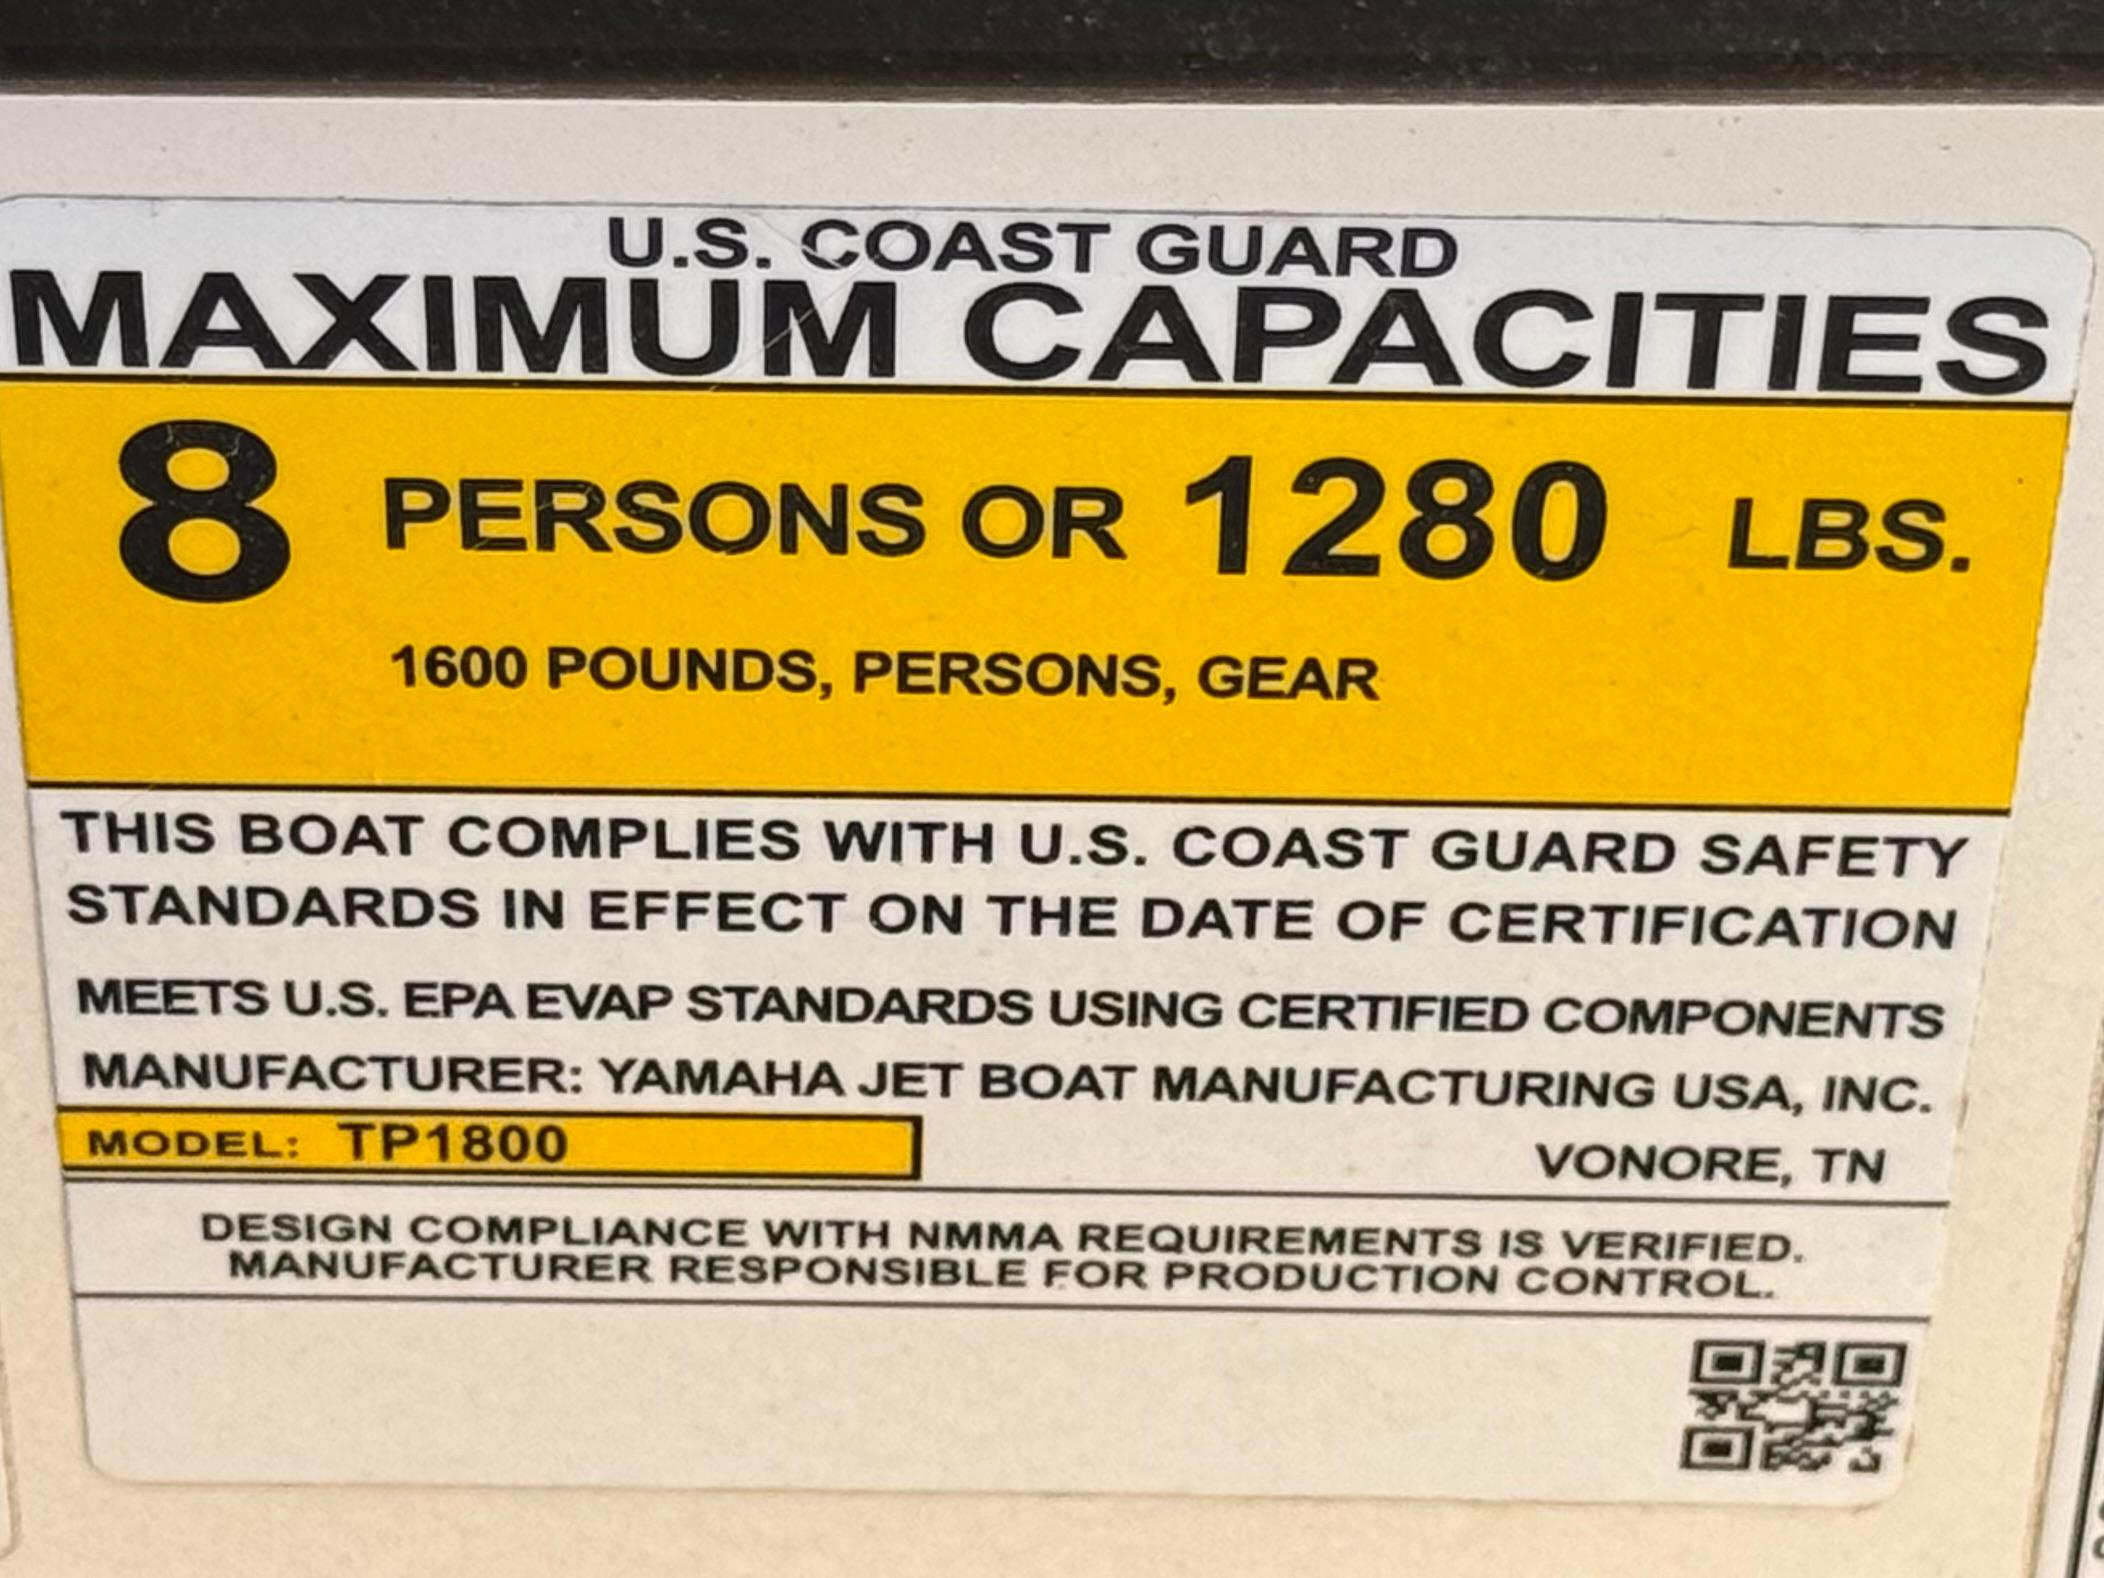 U.S. COAST GUARD
MAXIMUM CAPACITIES
8 PERSONS OR 1280 LBS.
1600 POUNDS, PERSONS, GEAR
THIS BOAT COMPLIES WITH U.S. COAST GUARD SAFETY
STANDARDS IN EFFECT ON THE DATE OF CERTIFICATION
MEETS U.S. EPA EVAP STANDARDS USING CERTIFIED COMPONENTS
MANUFACTURER: YAMAHA JET BOAT MANUFACTURING USA, INC.
MODEL: TP1800 VONORE, TN
DESIGN COMPLIANCE WITH NMMA REQUIREMENTS IS VERIFIED.
MANUFACTURER RESPONSIBLE FOR PRODUCTION CONTROL.